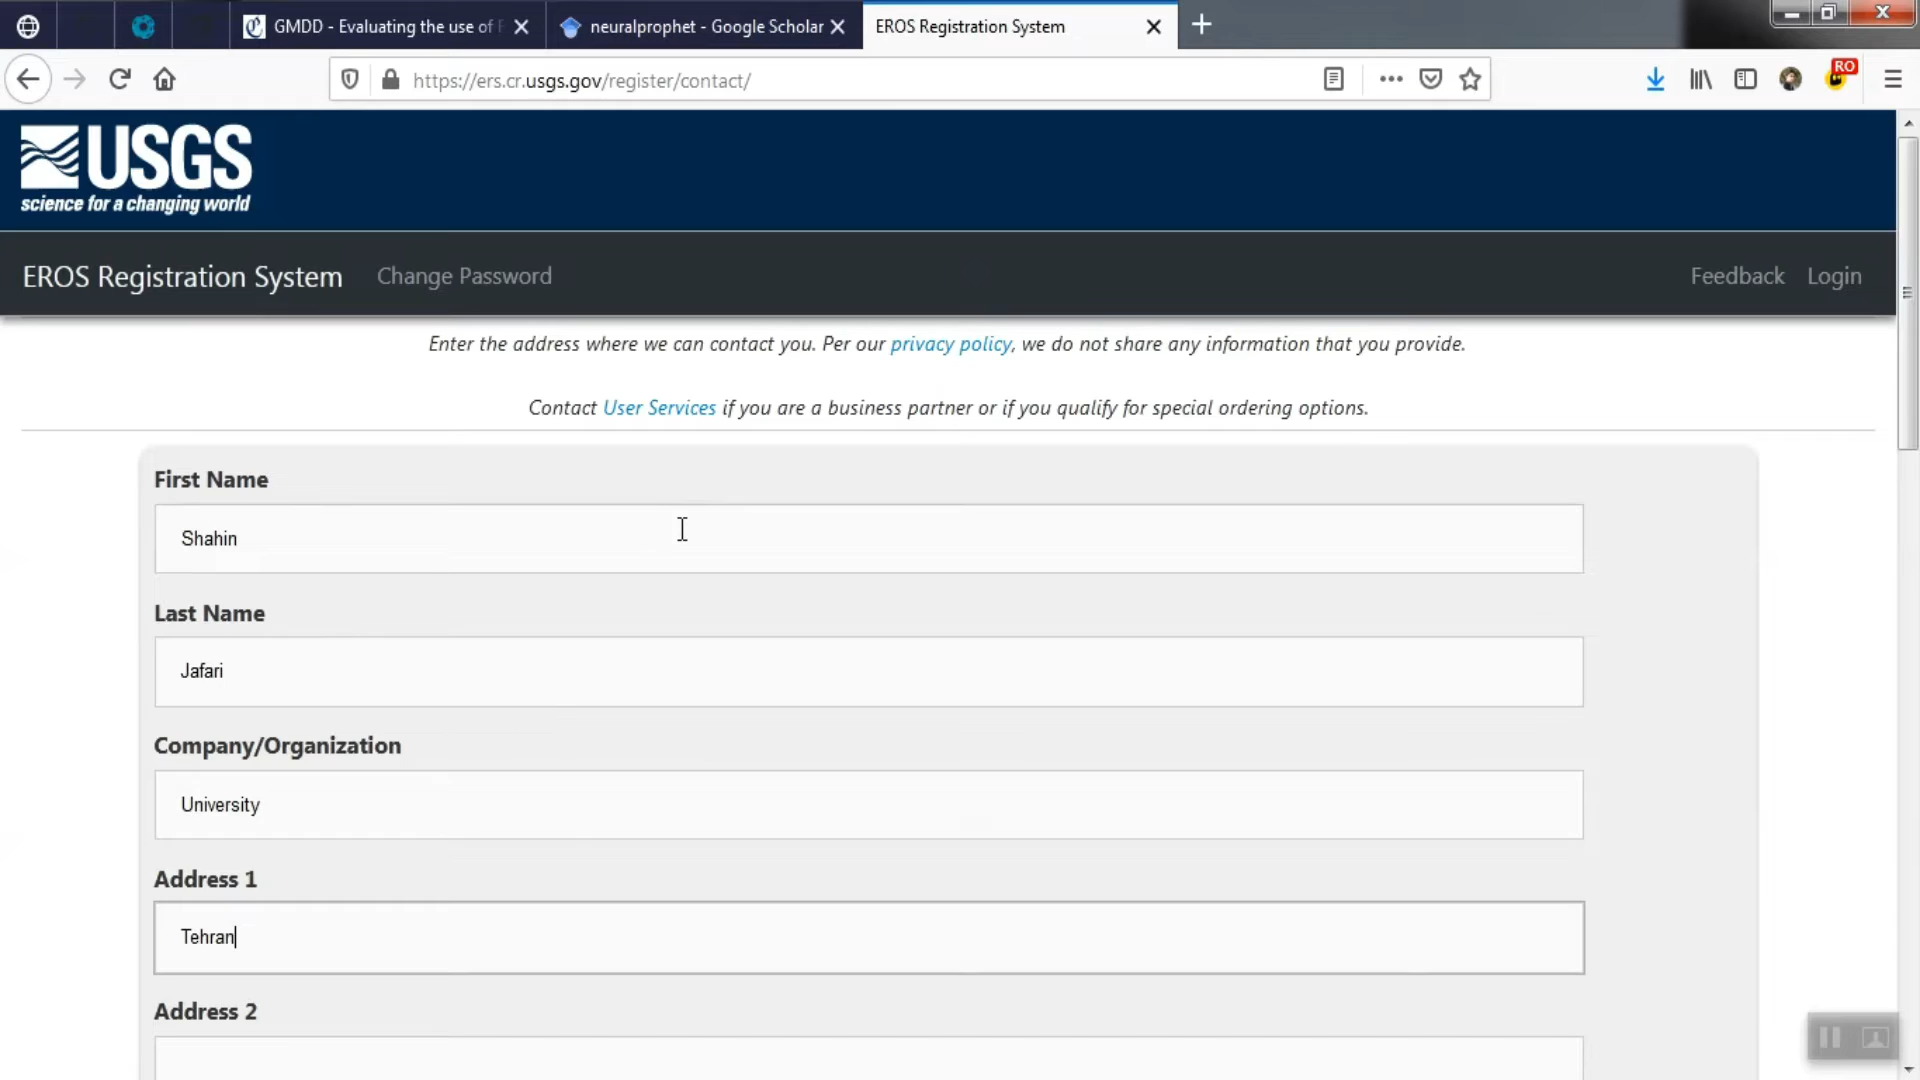 GMDD - Evaluating the use of
neuralprophet - Google Scholar
EROS Registration System
https://ers.cr.usgs.gov/register/contact/
RO
USGS
science for a changing world
EROS Registration System
Change Password
Feedback
Login
Enter the address where we can contact you. Per our privacy policy, we do not share any information that you provide.
Contact User Services if you are a business partner or if you qualify for special ordering options.
First Name
Shahin
Last Name
Jafari
Company/Organization
University
Address 1
Tehran
Address 2